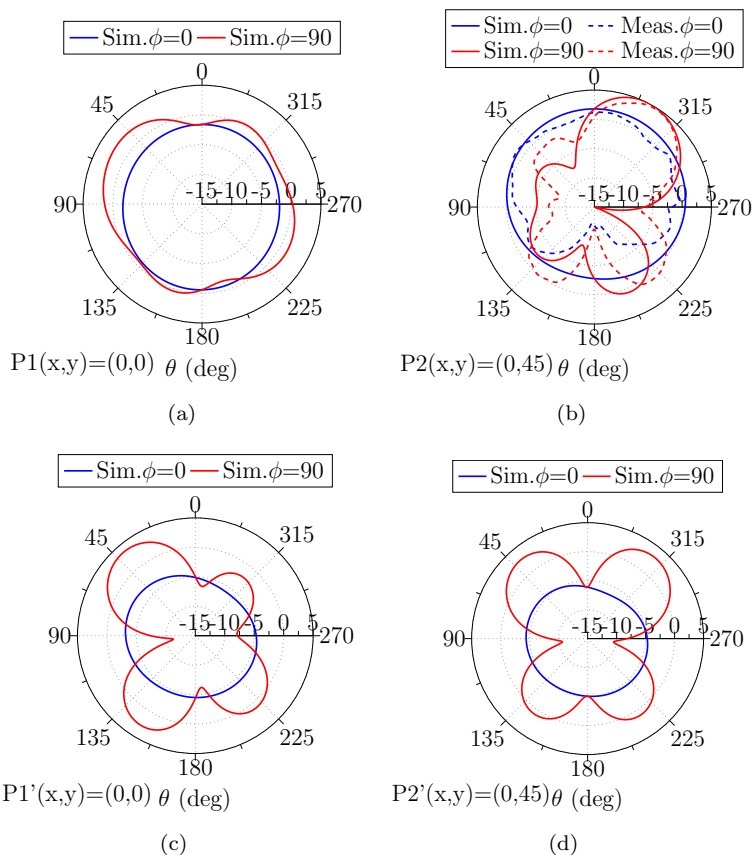 Sim.ϕ=0 Sim.ϕ=90
0
45 315
-15 -10 -5 0 5
90 270
135 225
180
P1(x,y)=(0,0) θ (deg)
(a)
Sim.ϕ=0 Meas.ϕ=0
Sim.ϕ=90 Meas.ϕ=90
0
45 315
-15 -10 -5 0 5
90 270
135 225
180
P2(x,y)=(0,45) θ (deg)
(b)
Sim.ϕ=0 Sim.ϕ=90
0
45 315
-15 -10 -5 0 5
90 270
135 225
180
P1'(x,y)=(0,0) θ (deg)
(c)
Sim.ϕ=0 Sim.ϕ=90
0
45 315
-15 -10 -5 0 5
90 270
135 225
180
P2'(x,y)=(0,45) θ (deg)
(d)